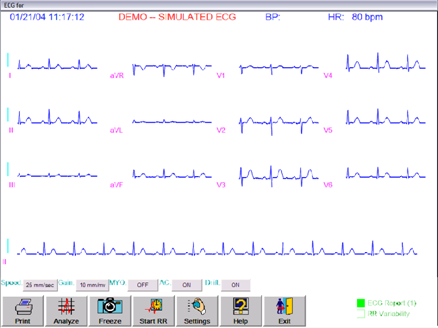 ECG for
01/21/04 11:17:12 DEMO -- SIMULATED ECG BP: HR: 80 bpm
I aVR V1 V4
II aVL V2 V5
III aVF V3 V6
II
Speed: 25 mm/sec Gain: 10 mm/mv MYO: OFF AC: ON Drift: ON
Print Analyze Freeze Start RR Settings Help Exit
ECG Report (1)
RR Variability